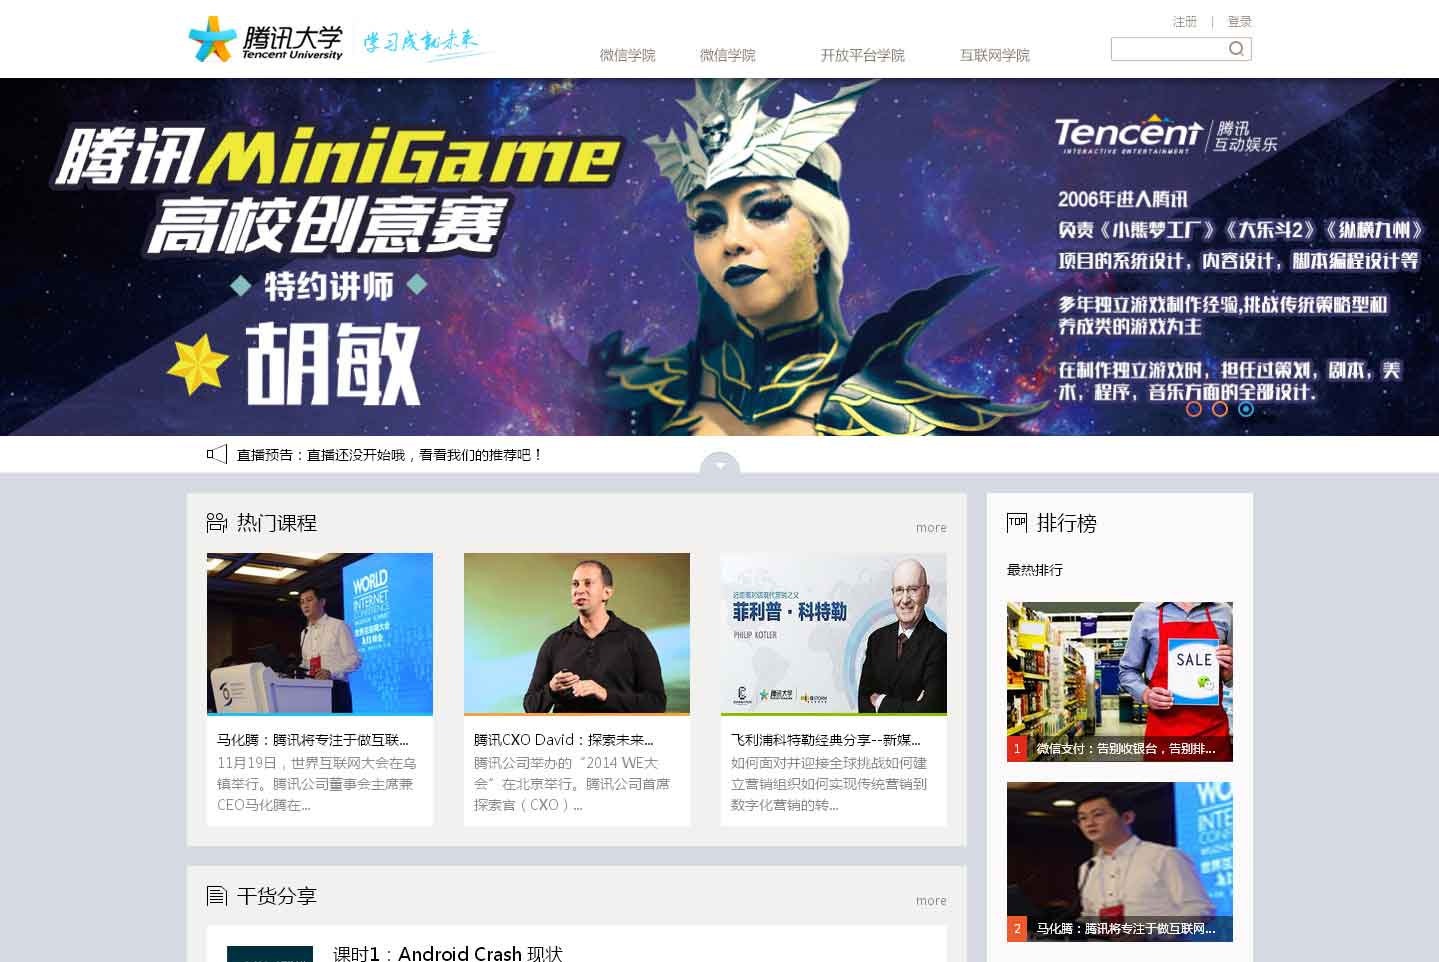 注册 | 登录
腾讯大学
Tencent University
学习成就未来
微信学院 微信学院 开放平台学院 互联网学院
腾讯MiniGame
高校创意赛
特约讲师
胡敏
Tencent 腾讯
INTERACTIVE ENTERTAINMENT 互动娱乐
2006年进入腾讯
负责《小熊梦工厂》《大乐斗2》《纵横九州》
项目的系统设计，内容设计，脚本编程设计等
多年独立游戏制作经验,挑战传统策略型和
养成类的游戏为主
在制作独立游戏时，担任过策划，剧本，美
术，程序，音乐方面的全部设计.
直播预告：直播还没开始哦，看看我们的推荐吧！
热门课程
more
WORLD
INTERNET
CONFERENCE
世界互联网大会
马化腾：腾讯将专注于做互联...
11月19日，世界互联网大会在乌
镇举行。腾讯公司董事会主席兼
CEO马化腾在...
腾讯CXO David：探索未来...
腾讯公司举办的“2014 WE大
会”在北京举行。腾讯公司首席
探索官（CXO）...
菲利普·科特勒
PHILIP KOTLER
腾讯大学
飞利浦科特勒经典分享--新媒...
如何面对并迎接全球挑战如何建
立营销组织如何实现传统营销到
数字化营销的转...
干货分享
more
课时1：Android Crash 现状
TOP 排行榜
最热排行
SALE
1 微信支付：告别收银台，告别排...
2 马化腾：腾讯将专注于做互联网...